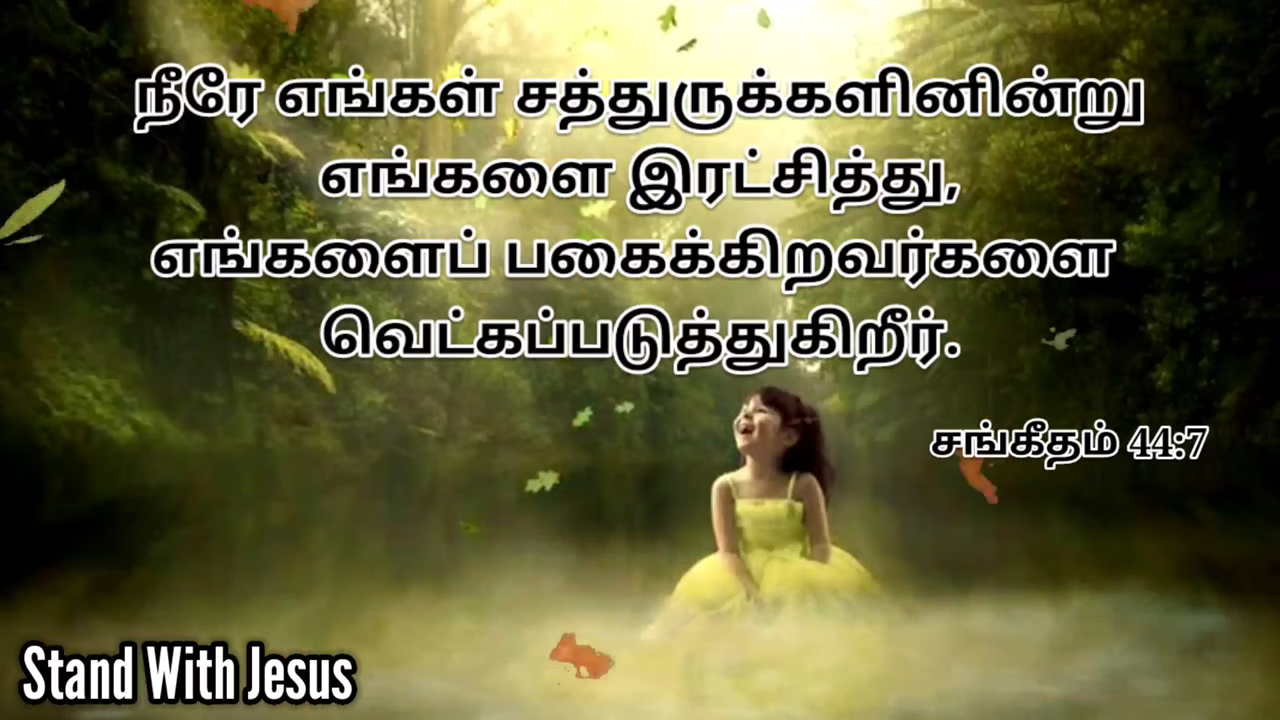 நீரே எங்கள் சத்துருக்களினின்று
எங்களை இரட்சித்து,
எங்களைப் பகைக்கிறவர்களை
வெட்கப்படுத்துகிறீர்.
சங்கீதம் 44:7
Stand With Jesus